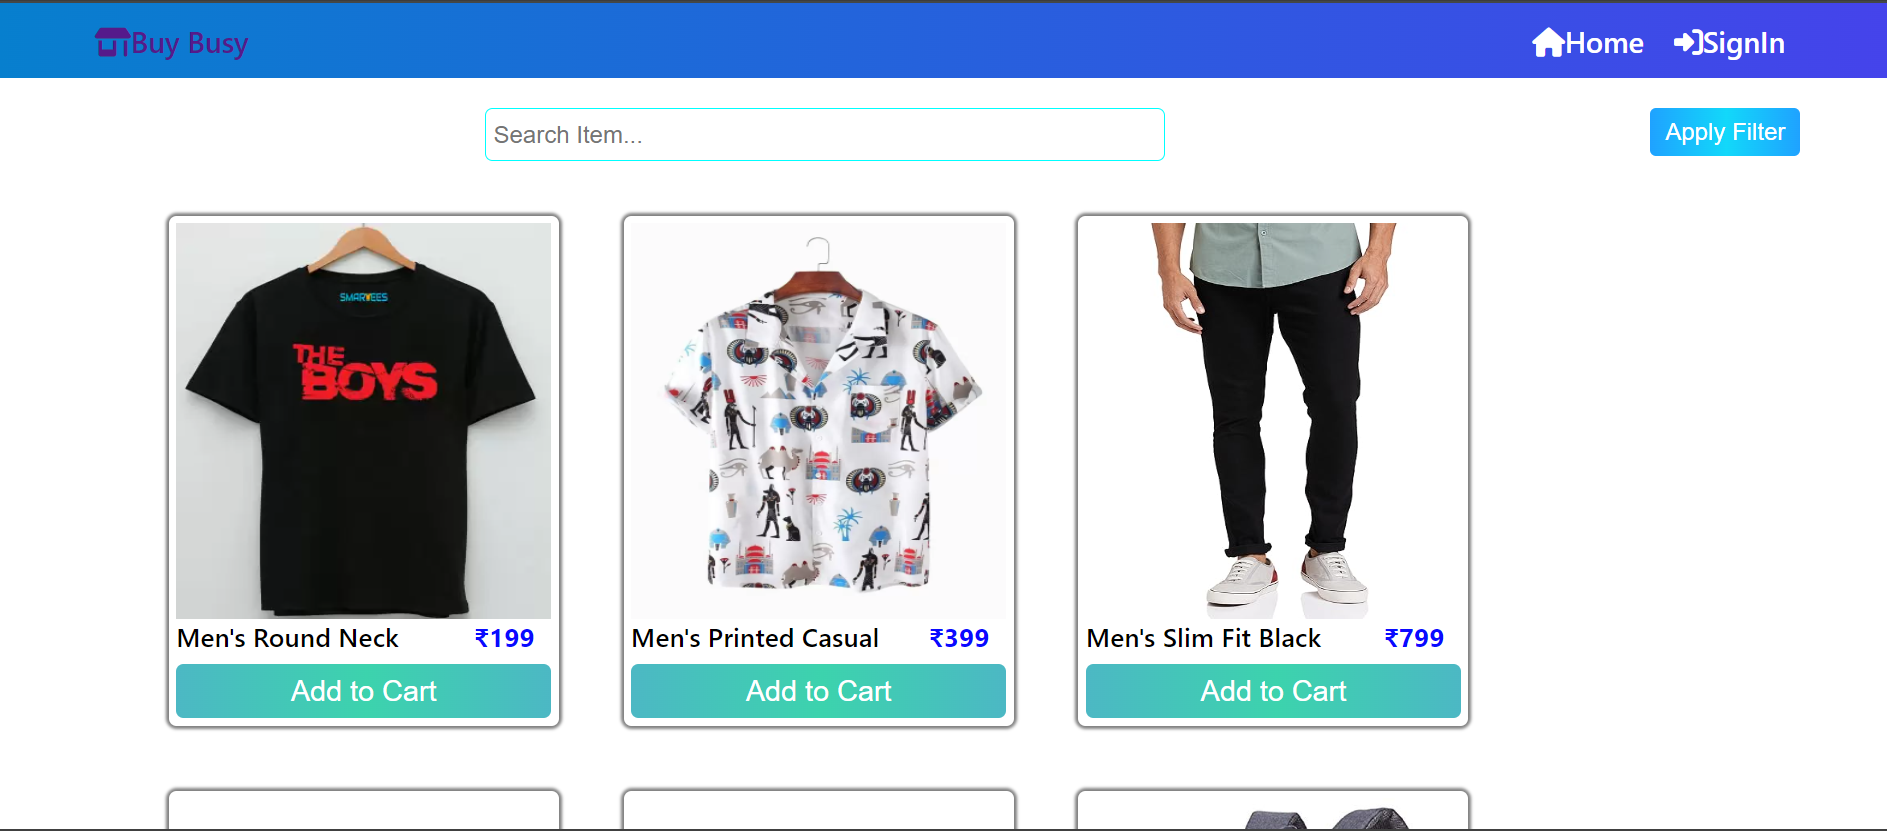 Buy Busy
Home
SignIn
Search Item...
Apply Filter
SMARTEES
THE
BOYS
Men's Round Neck ₹199
Men's Printed Casual ₹399
Men's Slim Fit Black ₹799
Add to Cart
Add to Cart
Add to Cart